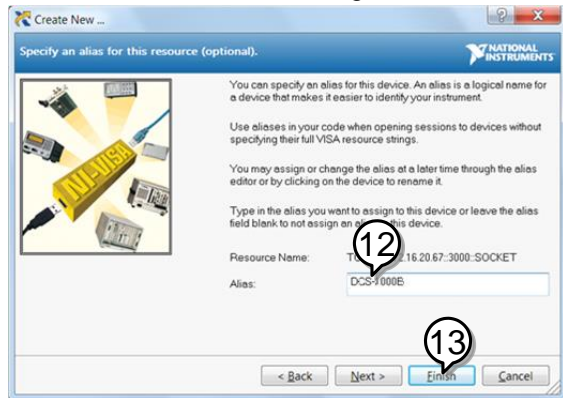 Create New ...
Specify an alias for this resource (optional).
NATIONAL
INSTRUMENTS
You can specify an alias for this device. An alias is a logical name for
a device that makes it easier to identify your instrument.
Use aliases in your code when opening sessions to devices without
specifying their full VISA resource strings.
You may assign or change the alias at a later time through the alias
editor or by clicking on the device to rename it.
Type in the alias you want to assign to this device or leave the alias
field blank to not assign an alias this device.
NI-VISA
12
Resource Name: 2.16.20.67::3000::SOCKET
Alias:
13
< Back Next > Finish Cancel